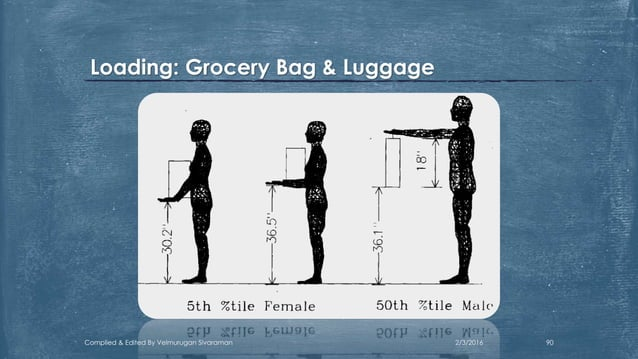 Loading: Grocery Bag & Luggage
18"
30.2"
36.5"
36.1"
5th %tile Female
50th %tile Male
Complied & Edited By Velmurugan Sivaraman
2/3/2016
90